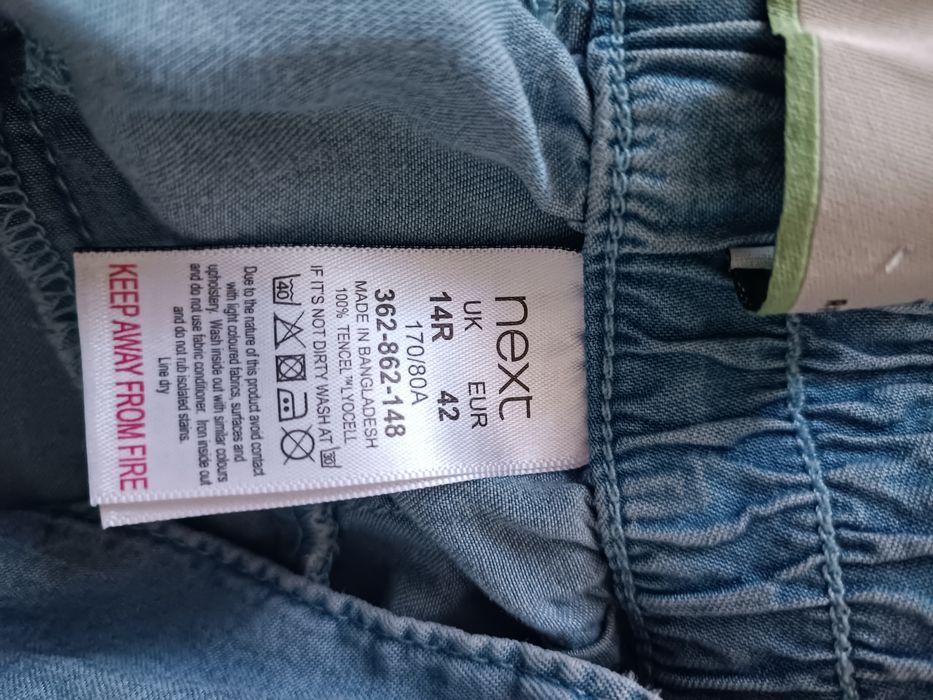 next
UK EUR
14R 42
170/80A
362-862-148
MADE IN BANGLADESH
100% TENCEL™LYOCELL
IF IT'S NOT DIRTY WASH AT 30
40
Due to the nature of this product avoid contact
with light coloured fabrics, surfaces and
upholstery. Wash inside out with similar colours
and do not use fabric conditioner. Iron inside out
and do not rub isolated stains.
Line dry
KEEP AWAY FROM FIRE